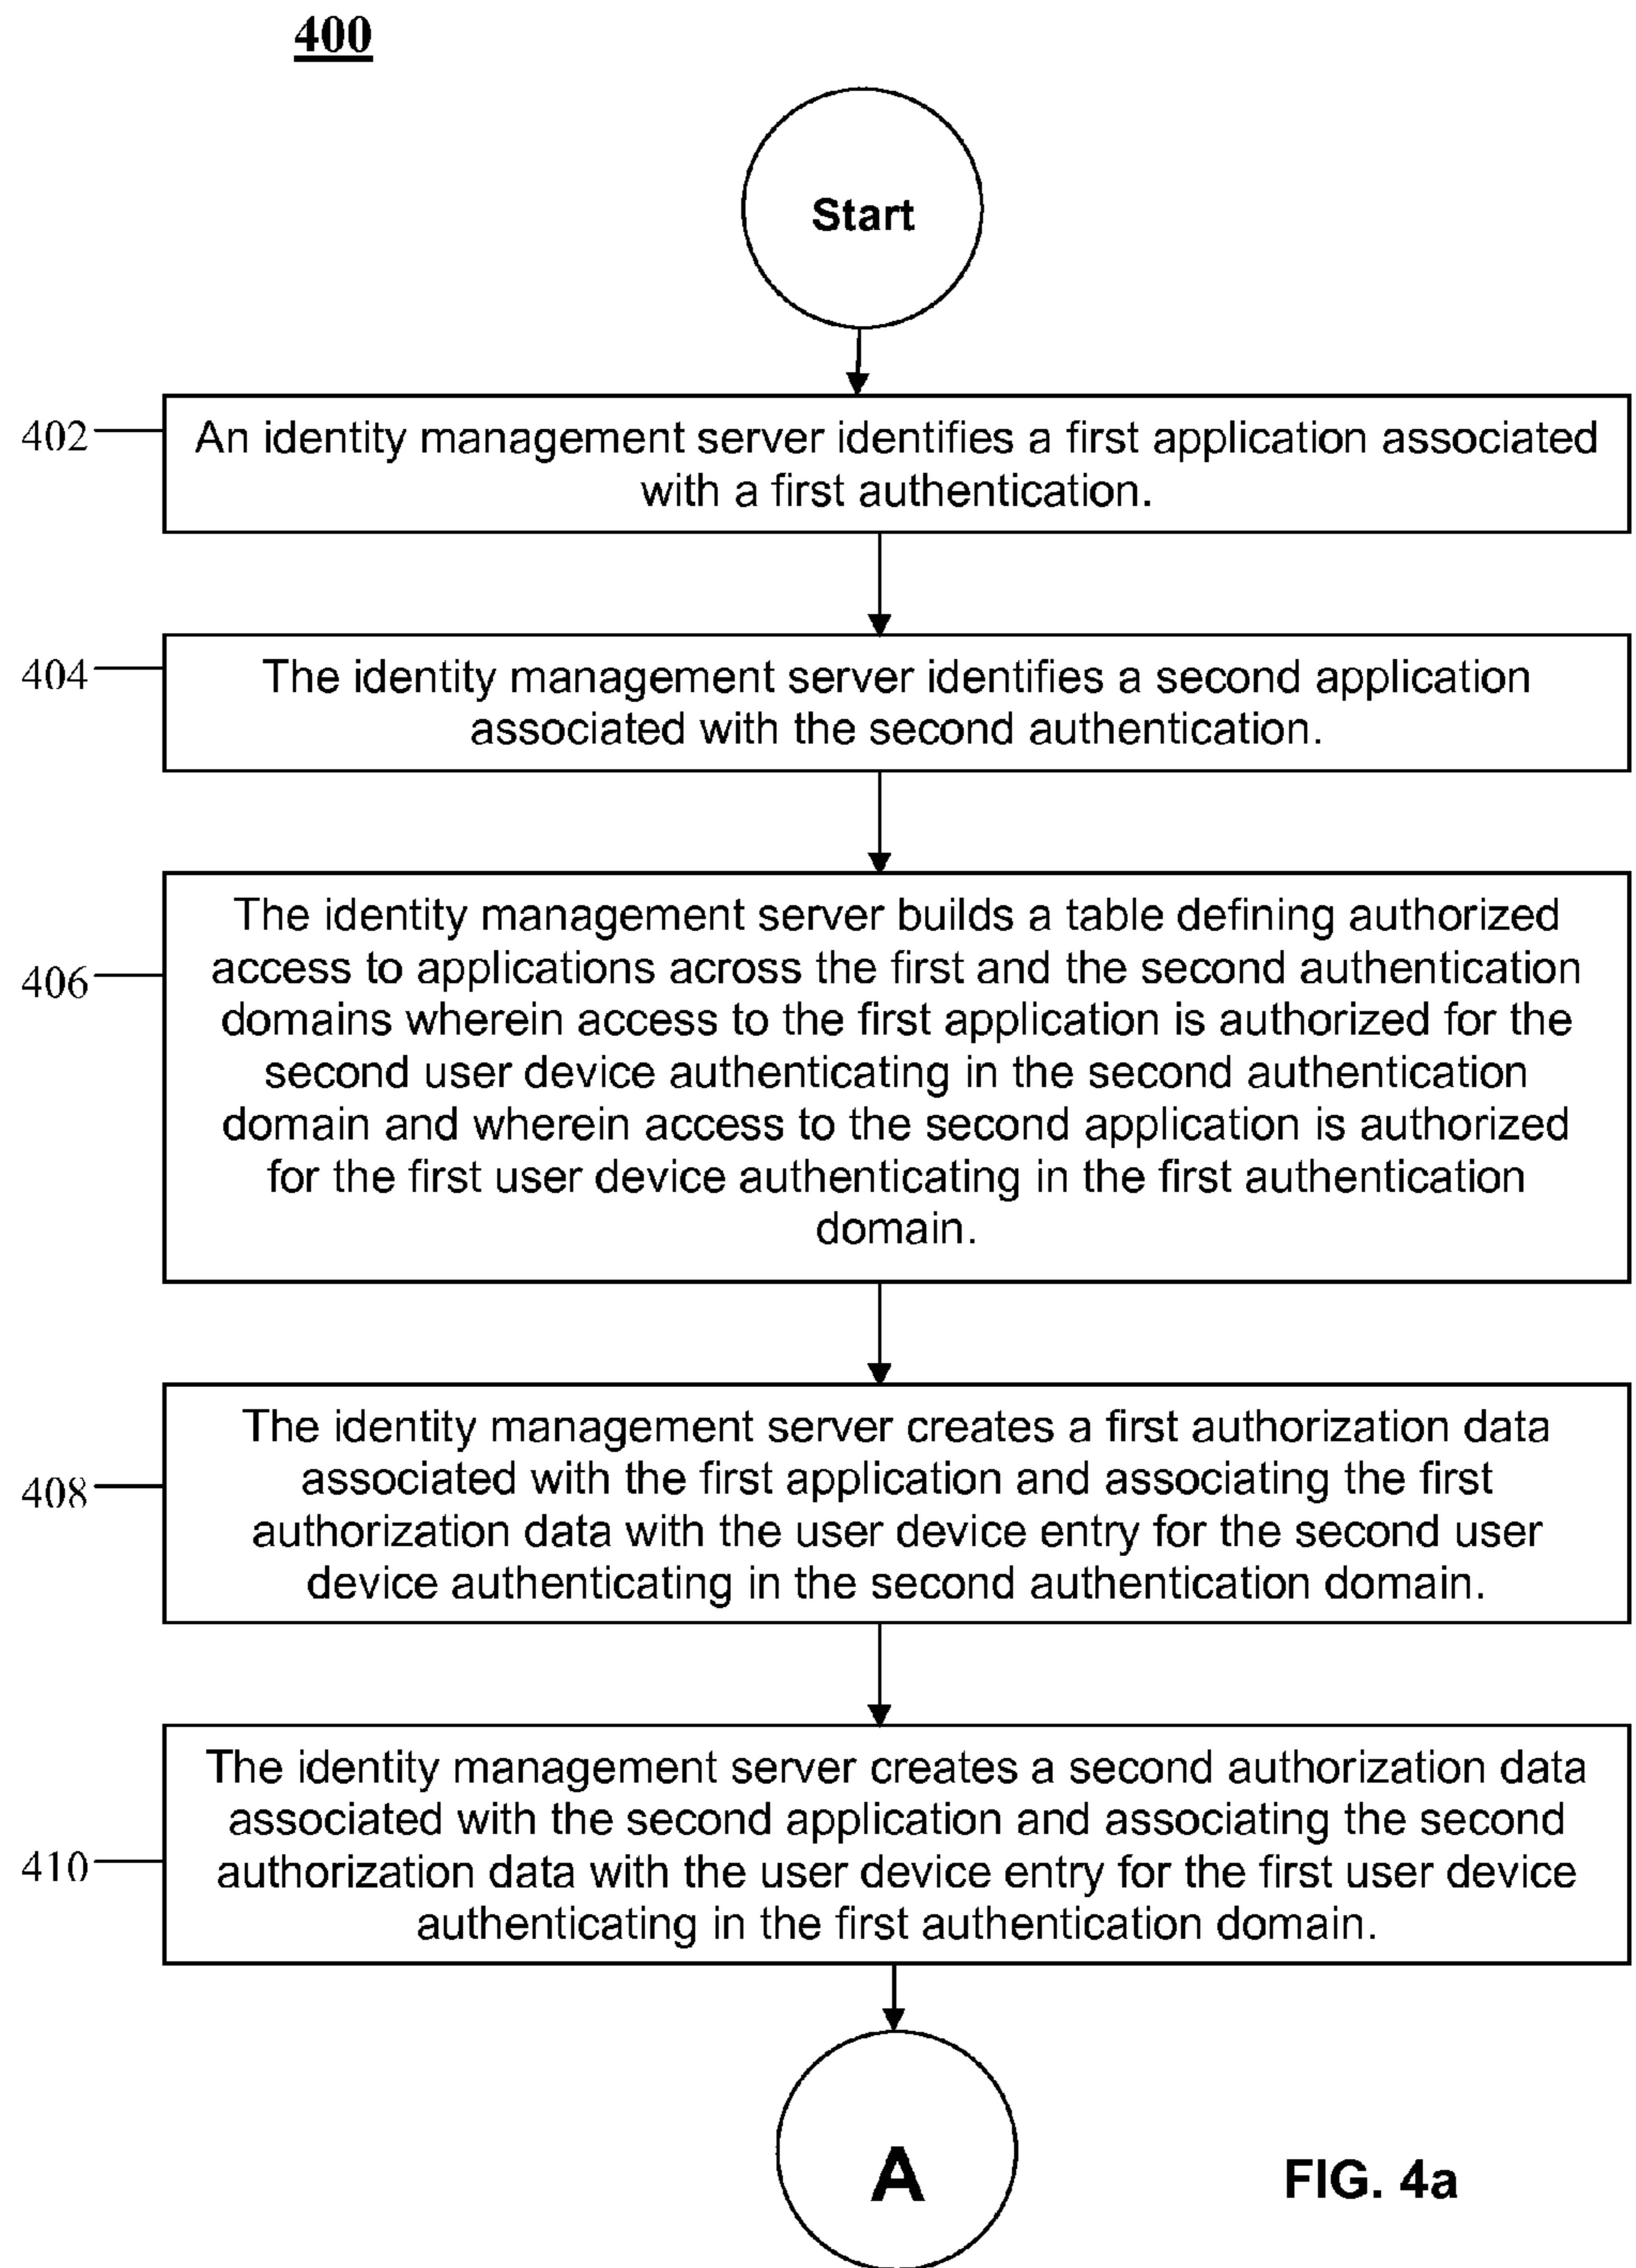 400
Start
402
An identity management server identifies a first application associated
with a first authentication.
404
The identity management server identifies a second application
associated with the second authentication.
406
The identity management server builds a table defining authorized
access to applications across the first and the second authentication
domains wherein access to the first application is authorized for the
second user device authenticating in the second authentication
domain and wherein access to the second application is authorized
for the first user device authenticating in the first authentication
domain.
408
The identity management server creates a first authorization data
associated with the first application and associating the first
authorization data with the user device entry for the second user
device authenticating in the second authentication domain.
410
The identity management server creates a second authorization data
associated with the second application and associating the second
authorization data with the user device entry for the first user device
authenticating in the first authentication domain.
A
FIG. 4a